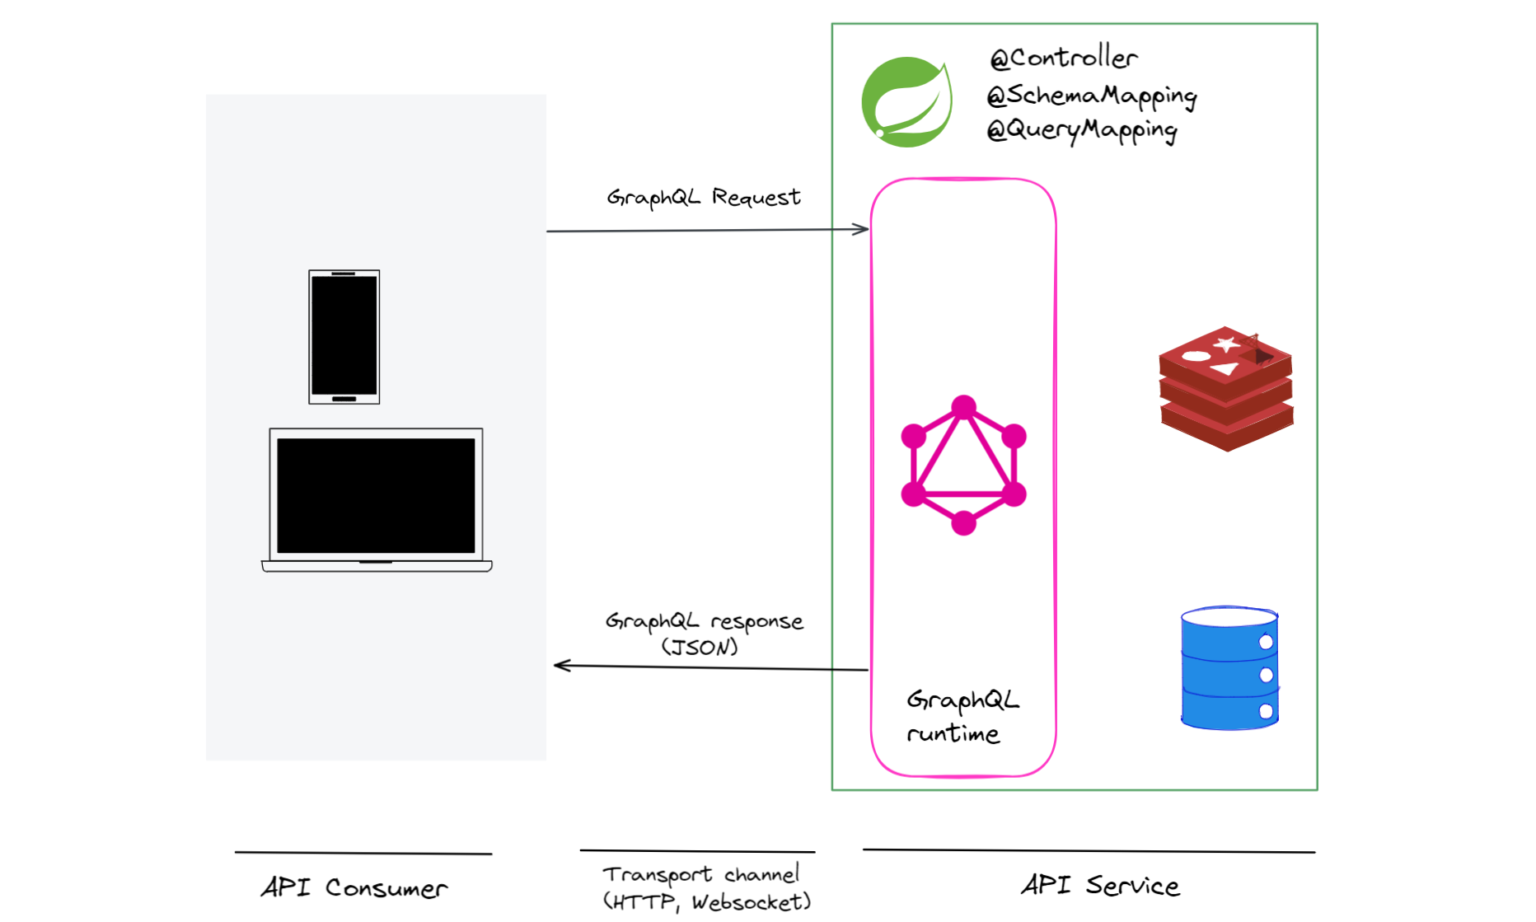 @Controller
@SchemaMapping
@QueryMapping
GraphQL Request
GraphQL response
(JSON)
GraphQL
runtime
API Consumer
Transport channel
(HTTP, Websocket)
API Service